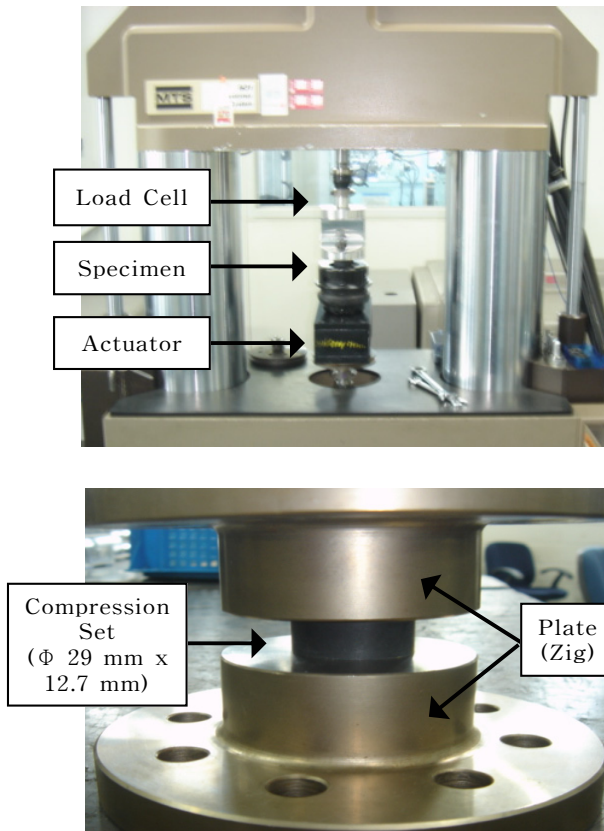 MTS
Load Cell
Specimen
Actuator
Compression
Set
(Φ 29 mm x
12.7 mm)
Plate
(Zig)